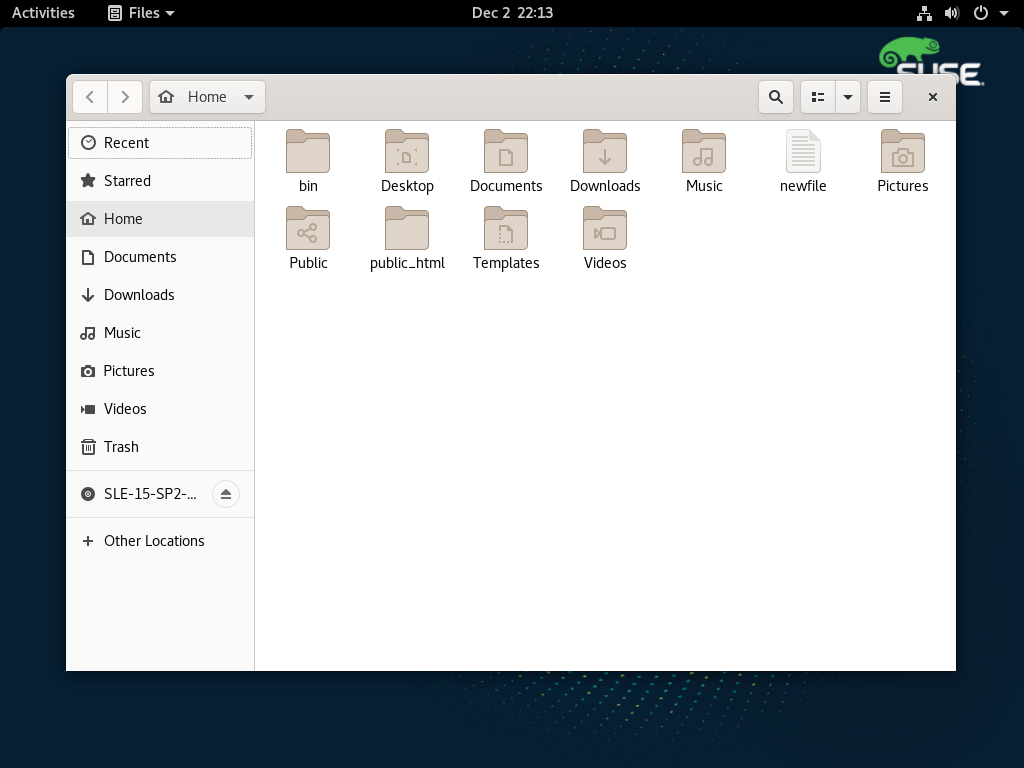 Activities Files Dec 2 22:13
SUSE
Home
Recent
Starred
Home
Documents
Downloads
Music
Pictures
Videos
Trash
SLE-15-SP2-...
Other Locations
bin Desktop Documents Downloads Music newfile Pictures
Public public_html Templates Videos